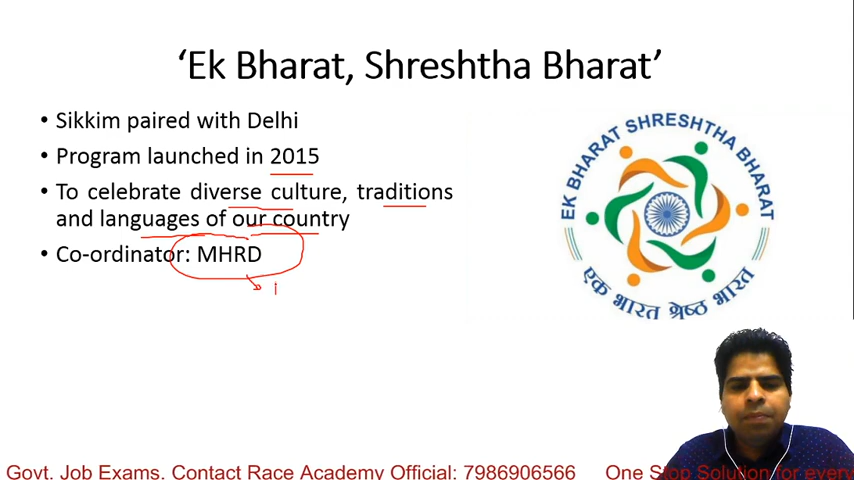 ‘Ek Bharat, Shreshtha Bharat’
• Sikkim paired with Delhi
• Program launched in 2015
• To celebrate diverse culture, traditions
and languages of our country
• Co-ordinator: MHRD
EK BHARAT SHRESHTHA BHARAT
एक भारत श्रेष्ठ भारत
Govt. Job Exams. Contact Race Academy Official: 7986906566 One Stop Solution for every